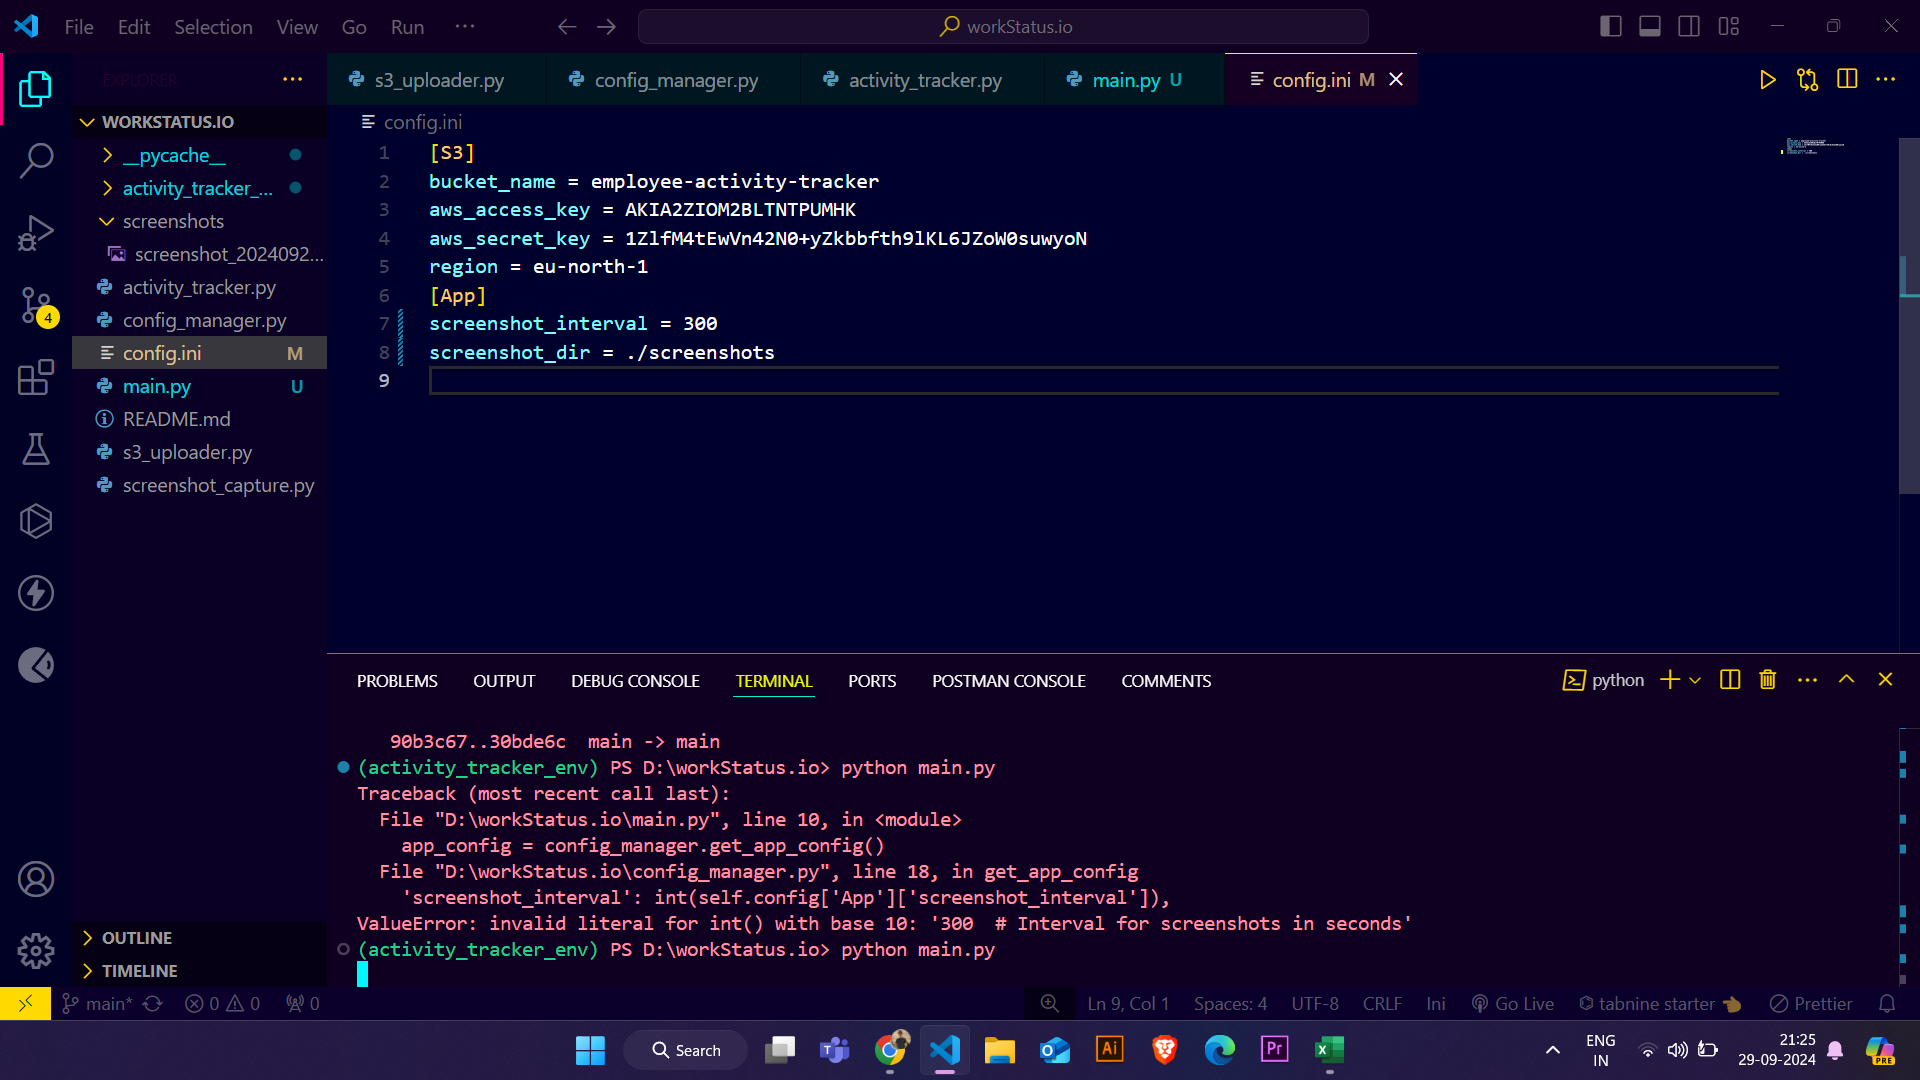 File Edit Selection View Go Run ··· workStatus.io
EXPLORER ···
WORKSTATUS.IO
__pycache__
activity_tracker_...
screenshots
screenshot_2024092...
activity_tracker.py
config_manager.py
config.ini M
main.py U
README.md
s3_uploader.py
screenshot_capture.py
OUTLINE
TIMELINE
4
s3_uploader.py config_manager.py activity_tracker.py main.py U config.ini M
config.ini
1 [S3]
2 bucket_name = employee-activity-tracker
3 aws_access_key = AKIA2ZIOM2BLTNTPUMHK
4 aws_secret_key = 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
5 region = eu-north-1
6 [App]
7 screenshot_interval = 300
8 screenshot_dir = ./screenshots
9
PROBLEMS OUTPUT DEBUG CONSOLE TERMINAL PORTS POSTMAN CONSOLE COMMENTS python
90b3c67..30bde6c main -> main
(activity_tracker_env) PS D:\workStatus.io> python main.py
Traceback (most recent call last):
File "D:\workStatus.io\main.py", line 10, in <module>
app_config = config_manager.get_app_config()
File "D:\workStatus.io\config_manager.py", line 18, in get_app_config
'screenshot_interval': int(self.config['App']['screenshot_interval']),
ValueError: invalid literal for int() with base 10: '300  # Interval for screenshots in seconds'
(activity_tracker_env) PS D:\workStatus.io> python main.py
main* 0 0 0 Ln 9, Col 1 Spaces: 4 UTF-8 CRLF Ini Go Live tabnine starter Prettier
Search T Ai Pr X ENG 21:25
IN 29-09-2024 PRE